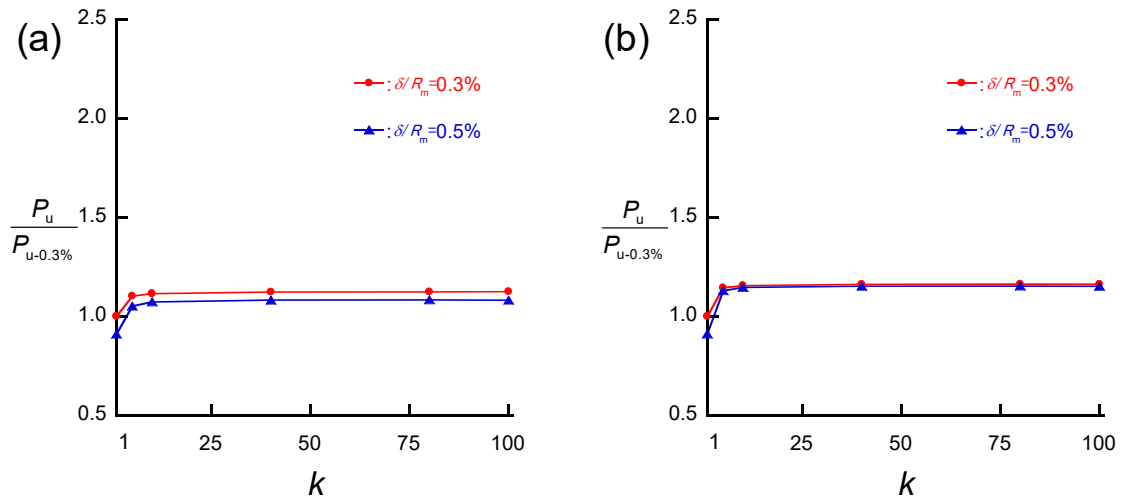 (a)
2.5
2.0
1.5
1.0
0.5
: δ/Rm=0.3%
: δ/Rm=0.5%
Pu
Pu-0.3%
1 25 50 75 100
k
(b)
2.5
2.0
1.5
1.0
0.5
: δ/Rm=0.3%
: δ/Rm=0.5%
Pu
Pu-0.3%
1 25 50 75 100
k